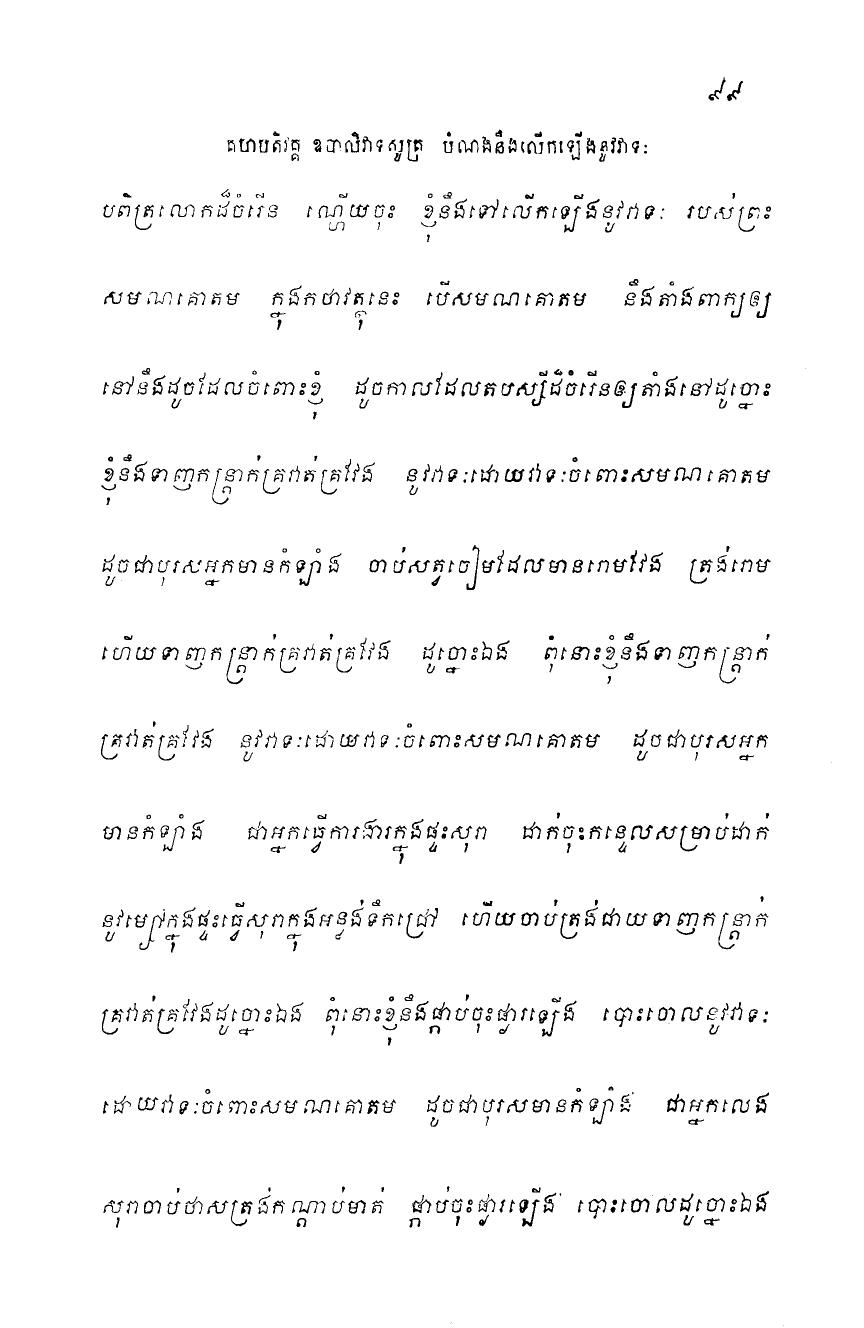 ៩៩
គហបតិវគ្គ ឧបាលិវាទសូត្រ បំណងនឹងលើកឡើងនូវវាទៈ
បពិត្រលោកដ៏ចំរើន ណ្ហើយចុះ ខ្ញុំនឹងទៅលើកឡើងនូវវាទៈ របស់ព្រះ
សមណគោតម ក្នុងកថាវត្ថុនេះ បើសមណគោតម នឹងតាំងពាក្យឲ្យ
នៅនឹងដូចដែលចំពោះខ្ញុំ ដូចកាលដែលតបស្សីដ៏ចំរើនឲ្យតាំងនៅដូច្នោះ
ខ្ញុំនឹងទាញកន្ត្រាក់គ្រវាត់គ្រវែង នូវវាទៈដោយវាទៈចំពោះសមណគោតម
ដូចជាបុរសអ្នកមានកំឡាំង ចាប់សត្វចៀមដែលមានរោមវែង ត្រង់រោម
ហើយទាញកន្ត្រាក់គ្រវាត់គ្រវែង ដូច្នោះឯង ពុំនោះខ្ញុំនឹងទាញកន្ត្រាក់
គ្រវាត់គ្រវែង នូវវាទៈដោយវាទៈចំពោះសមណគោតម ដូចជាបុរសអ្នក
មានកំឡាំង ជាអ្នកធ្វើការងារក្នុងផ្ទះសុរា ដាក់ចុះកន្ទេលសម្រាប់ដាក់
នូវម្សៅក្នុងផ្ទះធ្វើសុរាក្នុងអន្លង់ទឹកជ្រៅ ហើយចាប់ត្រង់ជាយទាញកន្ត្រាក់
គ្រវាត់គ្រវែងដូច្នោះឯង ពុំនោះខ្ញុំនឹងផ្កាប់ចុះផ្ងារឡើង បោះចោលនូវវាទៈ
ដោយវាទៈចំពោះសមណគោតម ដូចជាបុរសមានកំឡាំង ជាអ្នកលេង
សុរាចាប់ថាសត្រង់កណ្ដាប់មាត់ ផ្កាប់ចុះផ្ងារឡើង បោះចោលដូច្នោះឯង